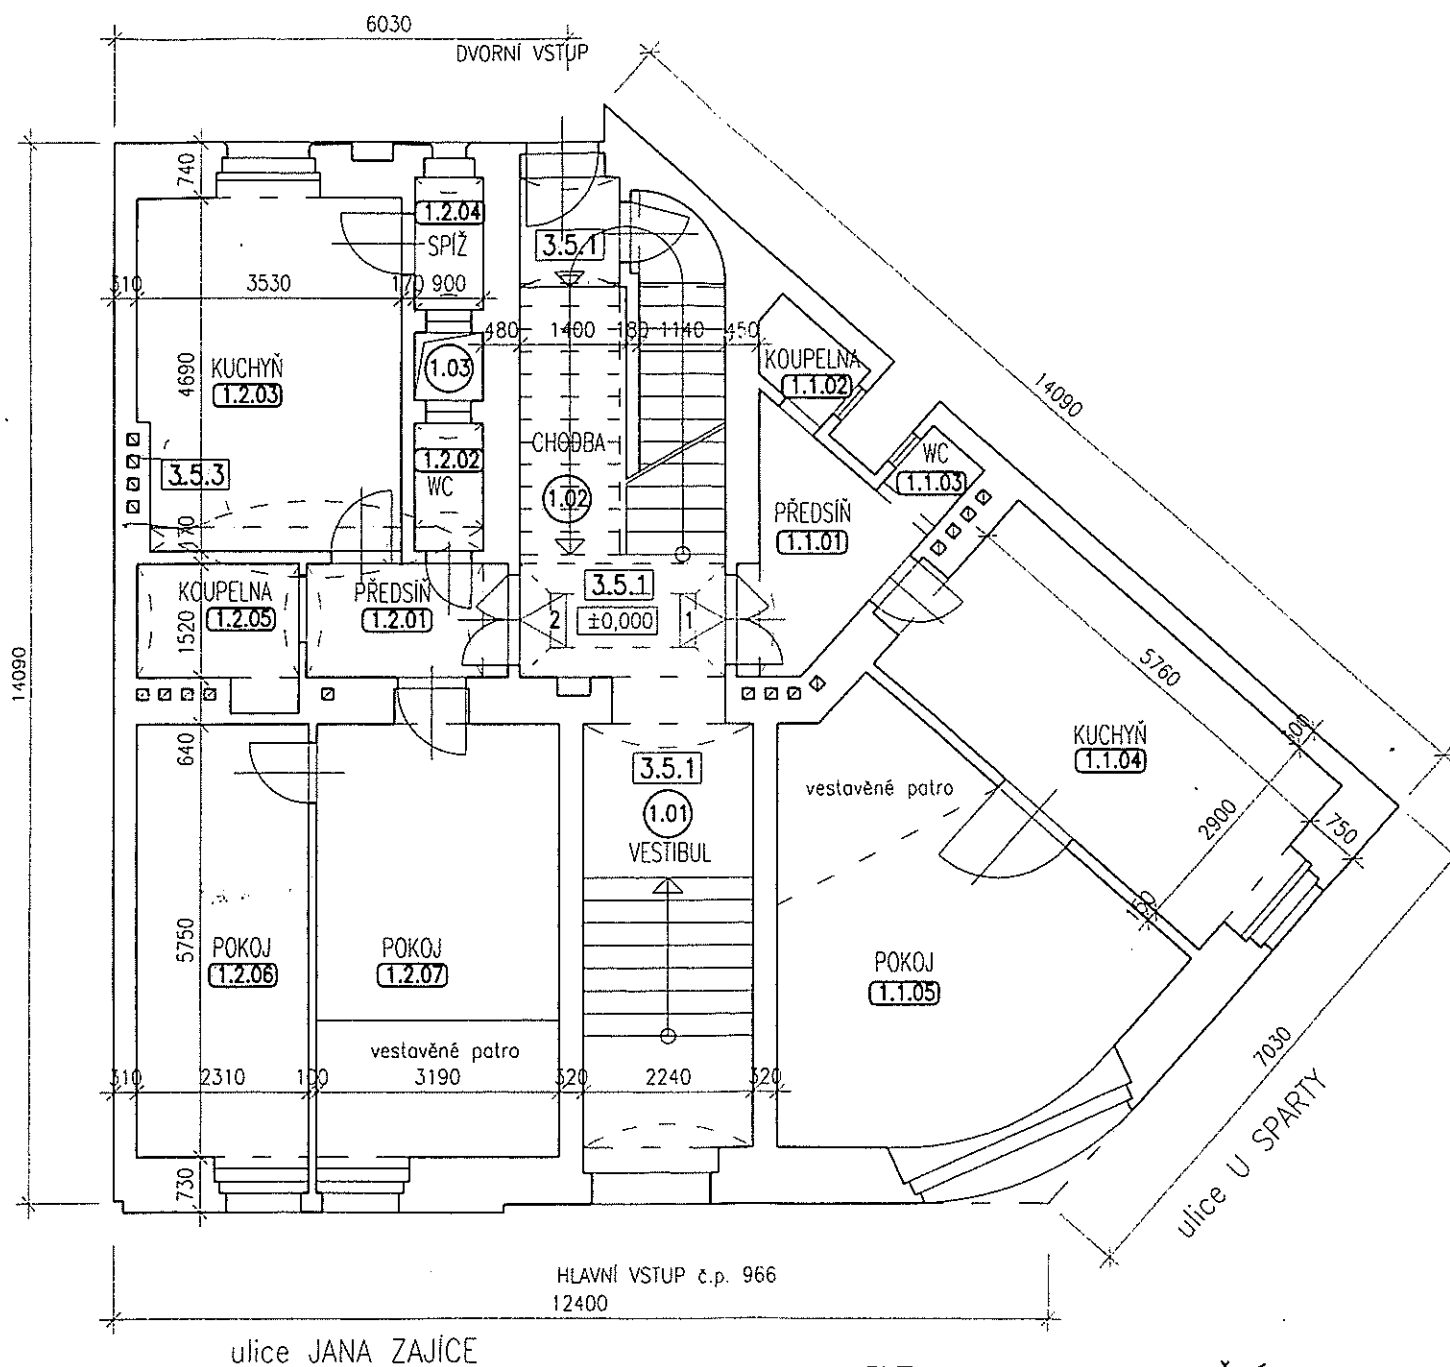 6030
DVORNÍ VSTUP
740
1.2.04
SPÍŽ
3.5.1
310
3530
170
900
480
1400
180
1140
450
KUCHYŇ
1.2.03
4690
1.03
KOUPELNA
1.1.02
14090
CHODBA
1.02
1.2.02
WC
3.5.3
WC
1.1.03
PŘEDSÍŇ
1.1.01
170
KOUPELNA
1.2.05
PŘEDSÍŇ
1.2.01
3.5.1
2
±0,000
1
1520
14090
5760
640
3.5.1
1.01
VESTIBUL
vestavěné patro
KUCHYŇ
1.1.04
2900
750
150
5750
POKOJ
1.2.06
POKOJ
1.2.07
POKOJ
1.1.05
vestavěné patro
310
2310
100
3190
320
2240
320
7030
ulice U SPARTY
730
HLAVNÍ VSTUP č.p. 966
12400
ulice JANA ZAJÍCE